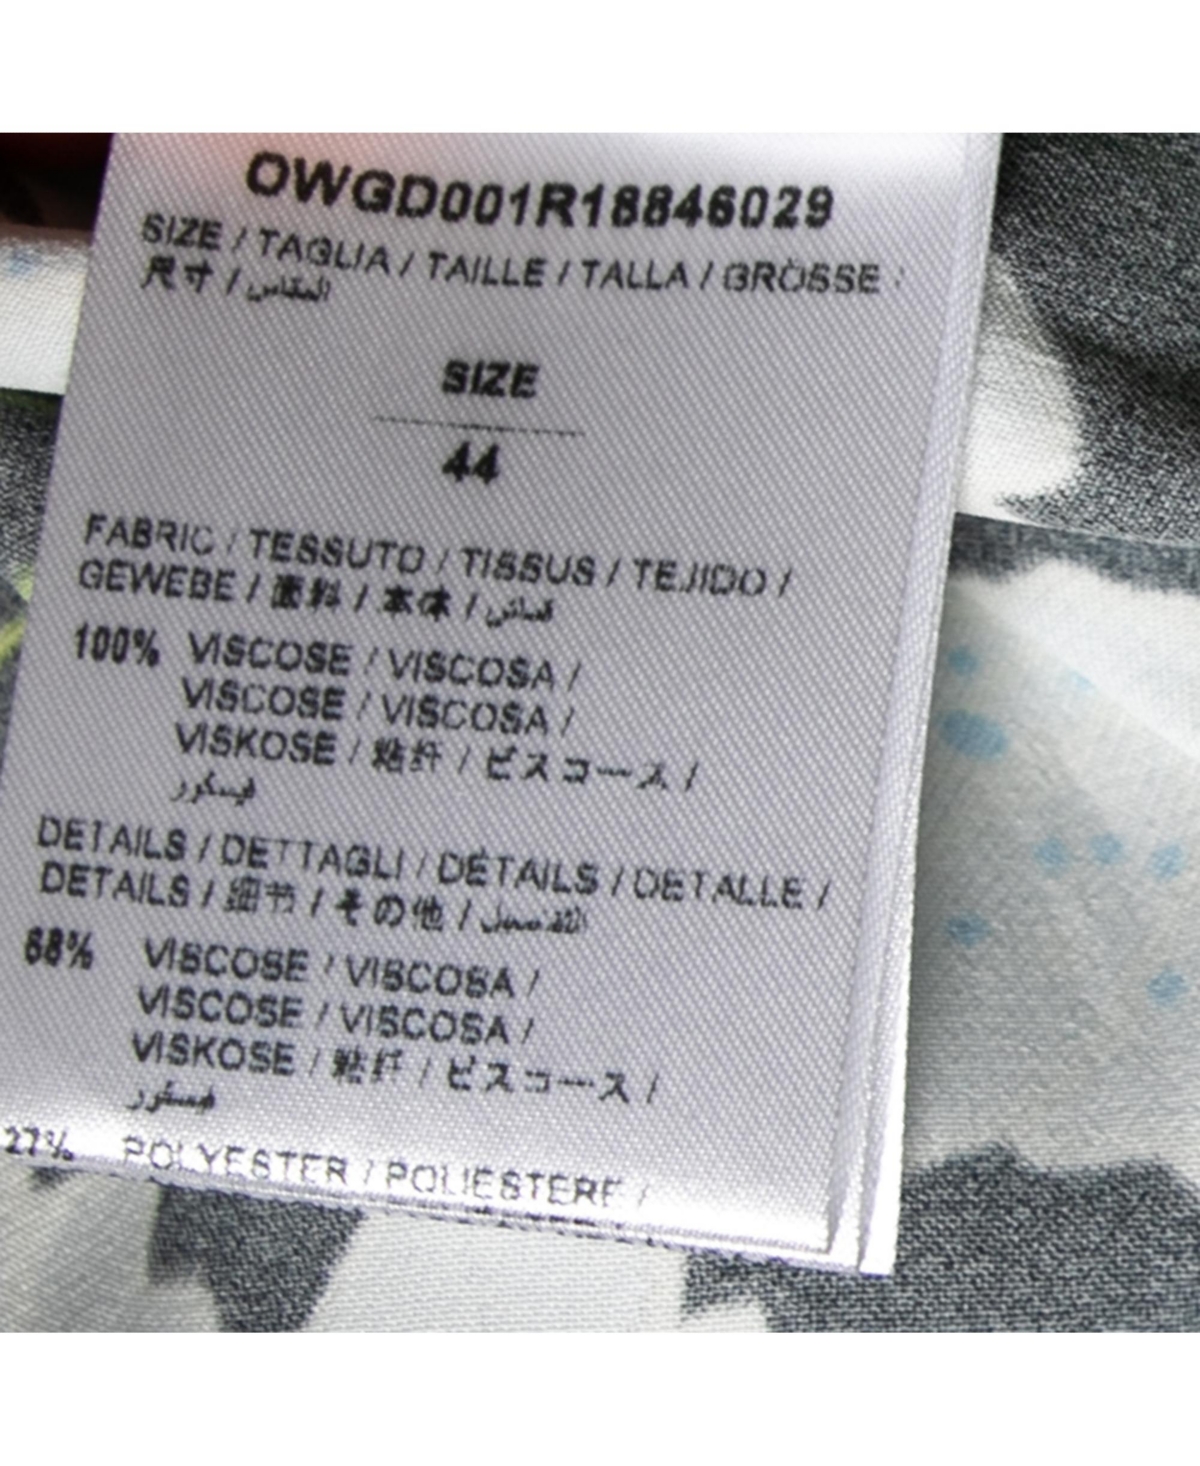 OWGD001R18846029
SIZE / TAGLIA / TAILLE / TALLA / GRÖSSE /
尺寸 / المقاس
SIZE
44
FABRIC / TESSUTO / TISSUS / TEJIDO /
GEWEBE / 面料 / 本体 / قماش
100% VISCOSE / VISCOSA /
VISCOSE / VISCOSA /
VISKOSE / 粘纤 / ビスコース /
فيسكوز
DETAILS / DETTAGLI / DÉTAILS / DETALLE /
DETAILS / 细节 / その他 / التفاصيل
68% VISCOSE / VISCOSA /
VISCOSE / VISCOSA /
VISKOSE / 粘纤 / ビスコース /
فيسكوز
27% POLYESTER / POLIESTERE /